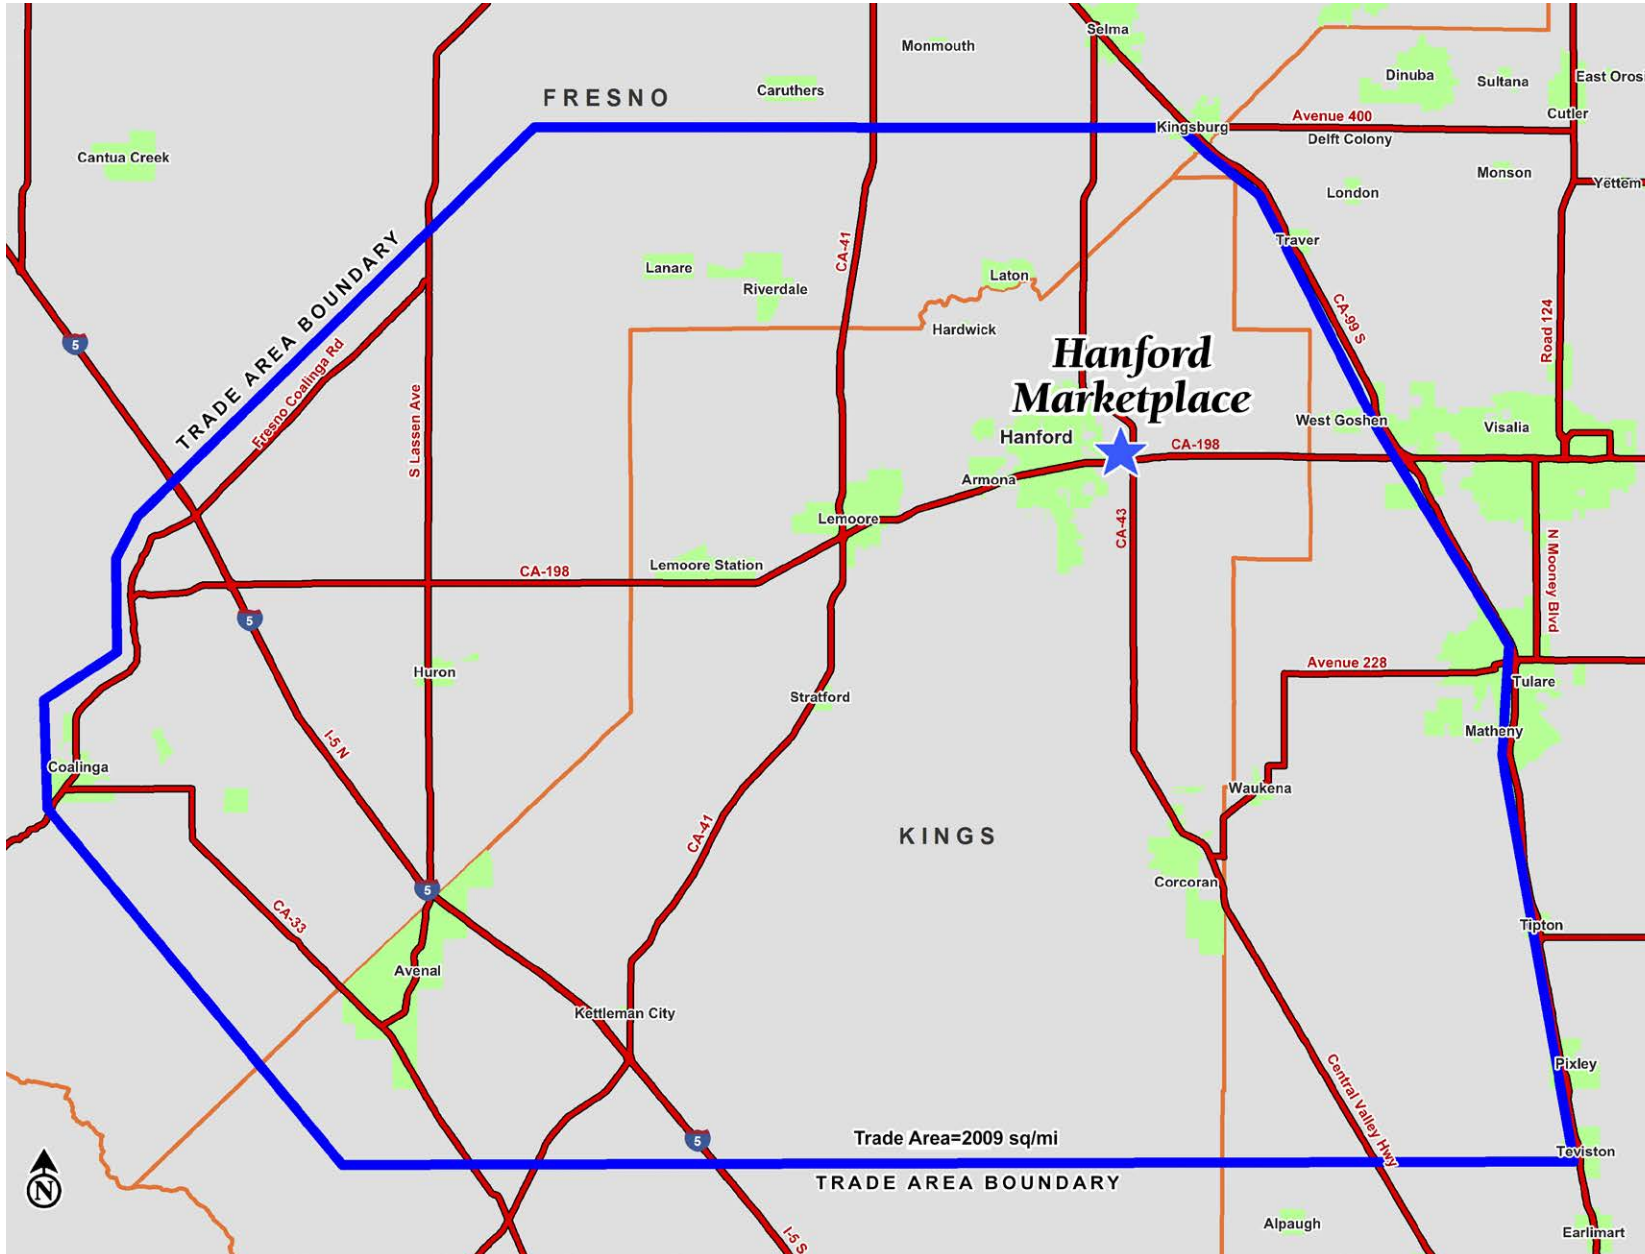 Selma
Monmouth
Dinuba
Sultana
East Orosi
Caruthers
FRESNO
Cutler
Avenue 400
Kingsburg
Delft Colony
Cantua Creek
Monson
Yettem
London
CA-41
Traver
TRADE AREA BOUNDARY
Lanare
Riverdale
Laton
CA-99 S
Road 124
Hardwick
5
Fresno Coalinga Rd
Hanford
Marketplace
S Lassen Ave
West Goshen
Visalia
Hanford
CA-198
Armona
Lemoore
CA-43
N Mooney Blvd
Lemoore Station
CA-198
5
Huron
Avenue 228
Tulare
Stratford
Matheny
I-5 N
Coalinga
Waukena
CA-41
KINGS
Corcoran
5
CA-33
Tipton
Avenal
Kettleman City
Pixley
Central Valley Hwy
Trade Area=2009 sq/mi
5
Teviston
TRADE AREA BOUNDARY
N
Alpaugh
Earlimart
I-5 S